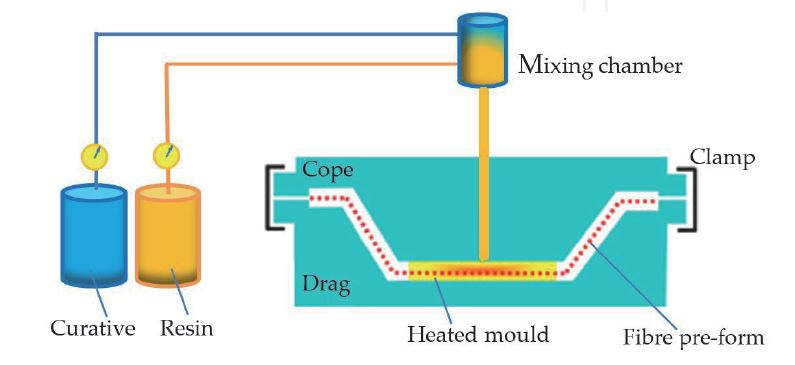 Mixing chamber
Cope
Clamp
Drag
Curative
Resin
Heated mould
Fibre pre-form